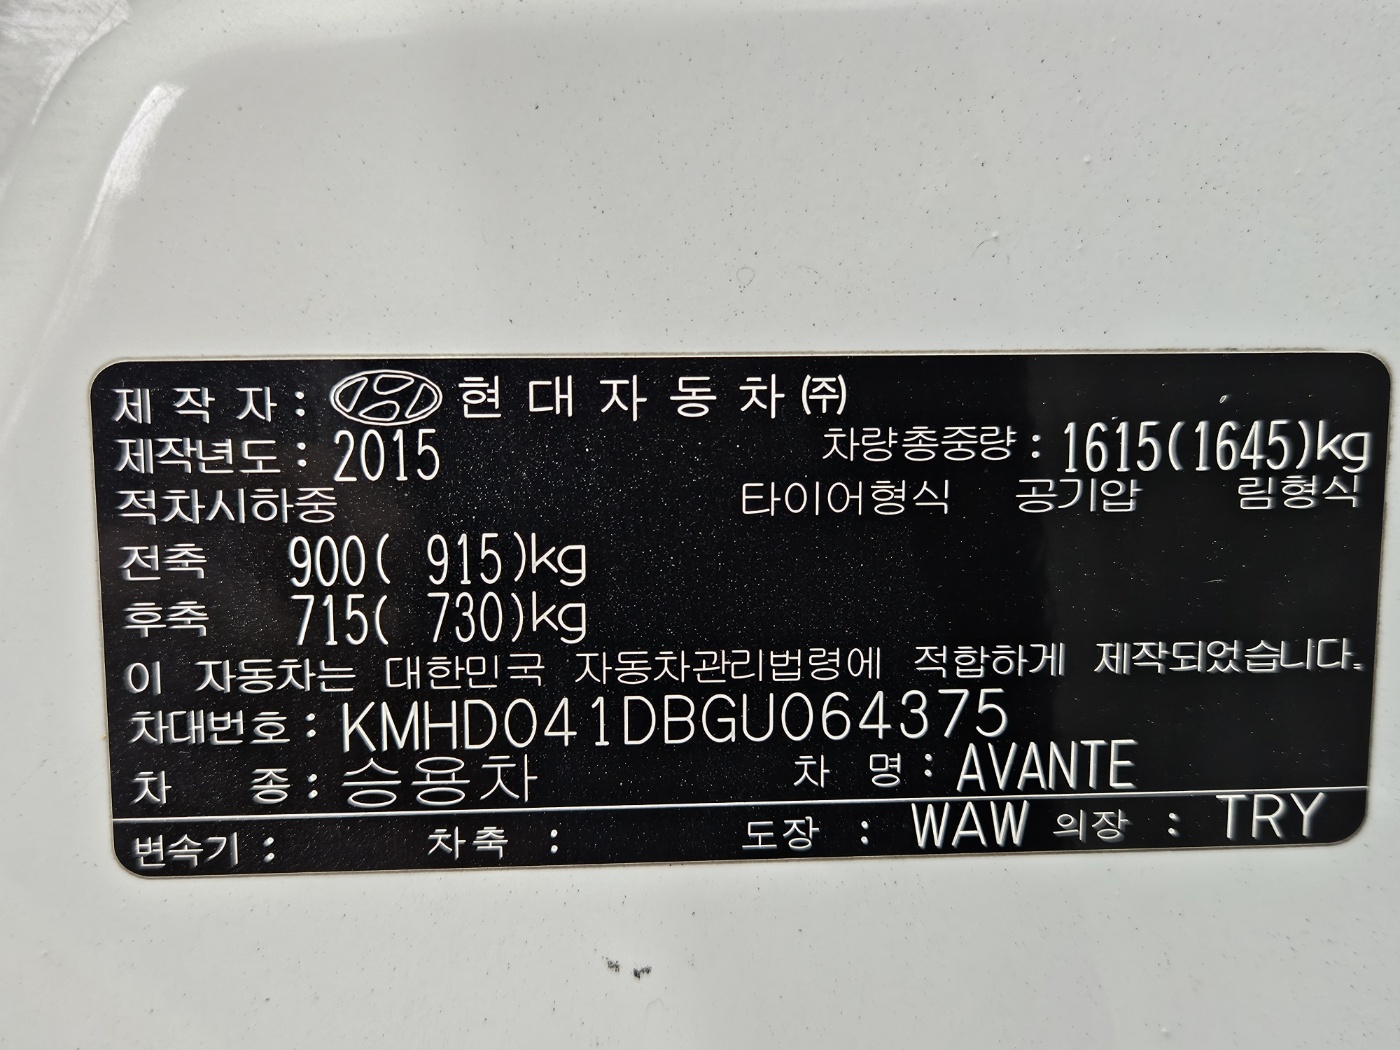 제 작 자 : 현 대 자 동 차 ㈜
제작년도 : 2015 차량총중량 : 1615(1645)kg
적차시하중 타이어형식 공기압 림형식
전축 900( 915)kg
후축 715( 730)kg
이 자동차는 대한민국 자동차관리법령에 적합하게 제작되었습니다.
차대번호 : KMHD041DBGU064375
차 종 : 승용차 차 명 : AVANTE
변속기 : 차축 : 도장 : WAW 의장 : TRY